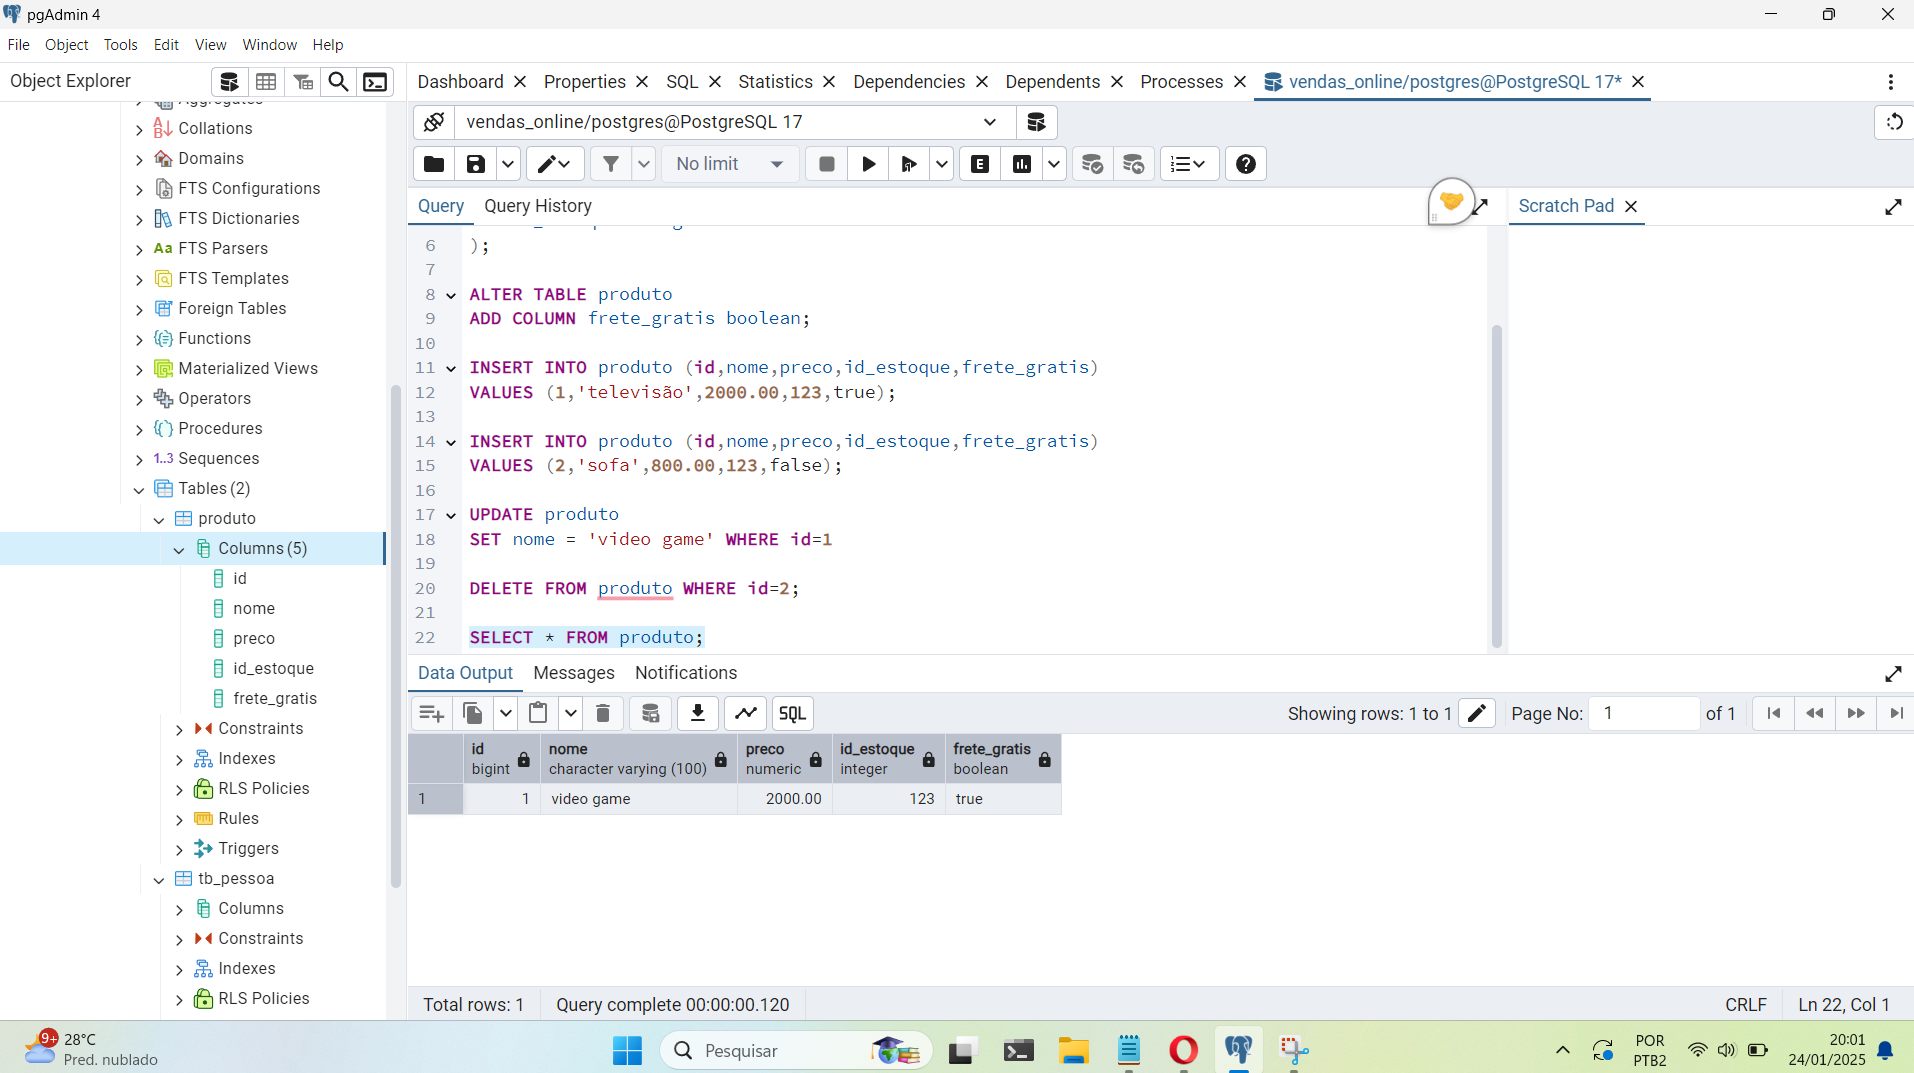 pgAdmin 4
File Object Tools Edit View Window Help
Object Explorer
Dashboard Properties SQL Statistics Dependencies Dependents Processes vendas_online/postgres@PostgreSQL 17*
vendas_online/postgres@PostgreSQL 17
No limit
E
Query Query History
Scratch Pad
Collations
Domains
FTS Configurations
FTS Dictionaries
Aa FTS Parsers
FTS Templates
Foreign Tables
Functions
Materialized Views
Operators
Procedures
1..3 Sequences
Tables (2)
produto
Columns (5)
id
nome
preco
id_estoque
frete_gratis
Constraints
Indexes
RLS Policies
Rules
Triggers
tb_pessoa
Columns
Constraints
Indexes
RLS Policies
6 );
7
8 ALTER TABLE produto
9 ADD COLUMN frete_gratis boolean;
10
11 INSERT INTO produto (id,nome,preco,id_estoque,frete_gratis)
12 VALUES (1,'televisão',2000.00,123,true);
13
14 INSERT INTO produto (id,nome,preco,id_estoque,frete_gratis)
15 VALUES (2,'sofa',800.00,123,false);
16
17 UPDATE produto
18 SET nome = 'video game' WHERE id=1
19
20 DELETE FROM produto WHERE id=2;
21
22 SELECT * FROM produto;
Data Output Messages Notifications
SQL
Showing rows: 1 to 1 Page No: 1 of 1
id nome preco id_estoque frete_gratis
bigint character varying (100) numeric integer boolean
1 1 video game 2000.00 123 true
Total rows: 1 Query complete 00:00:00.120 CRLF Ln 22, Col 1
9+ 28°C
Pred. nublado
Pesquisar
POR
PTB2
20:01
24/01/2025